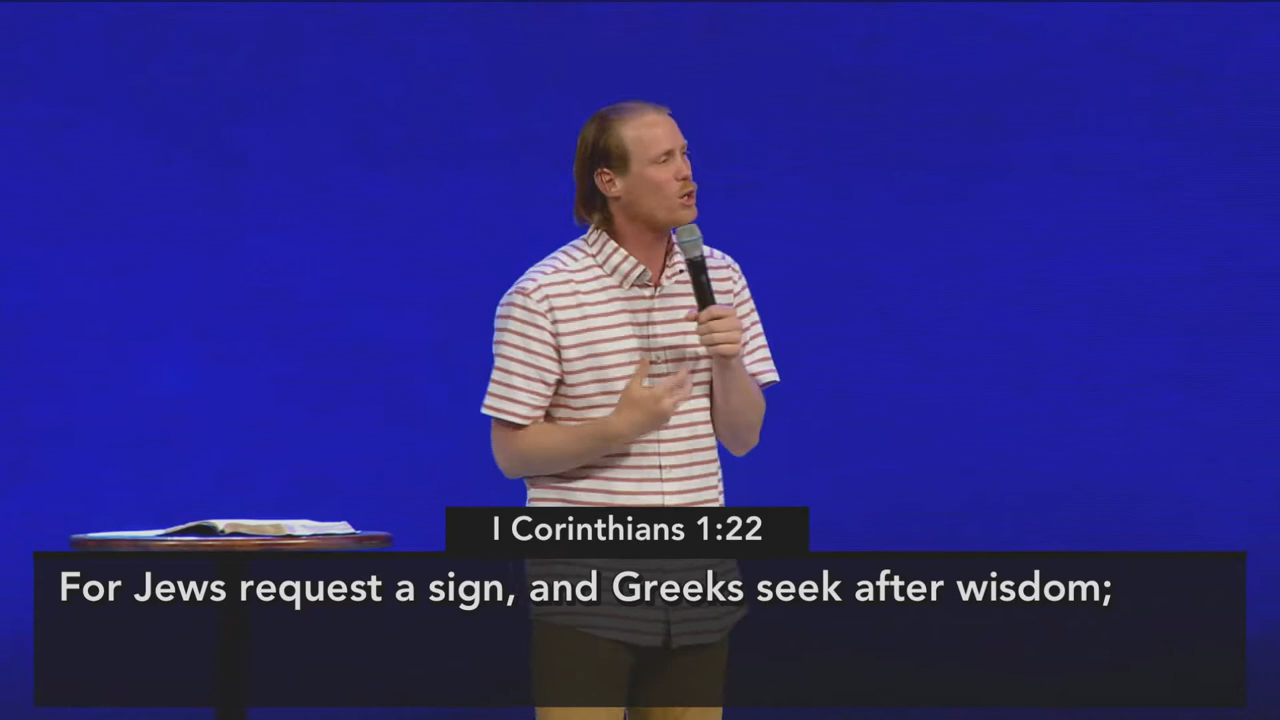 I Corinthians 1:22
For Jews request a sign, and Greeks seek after wisdom;